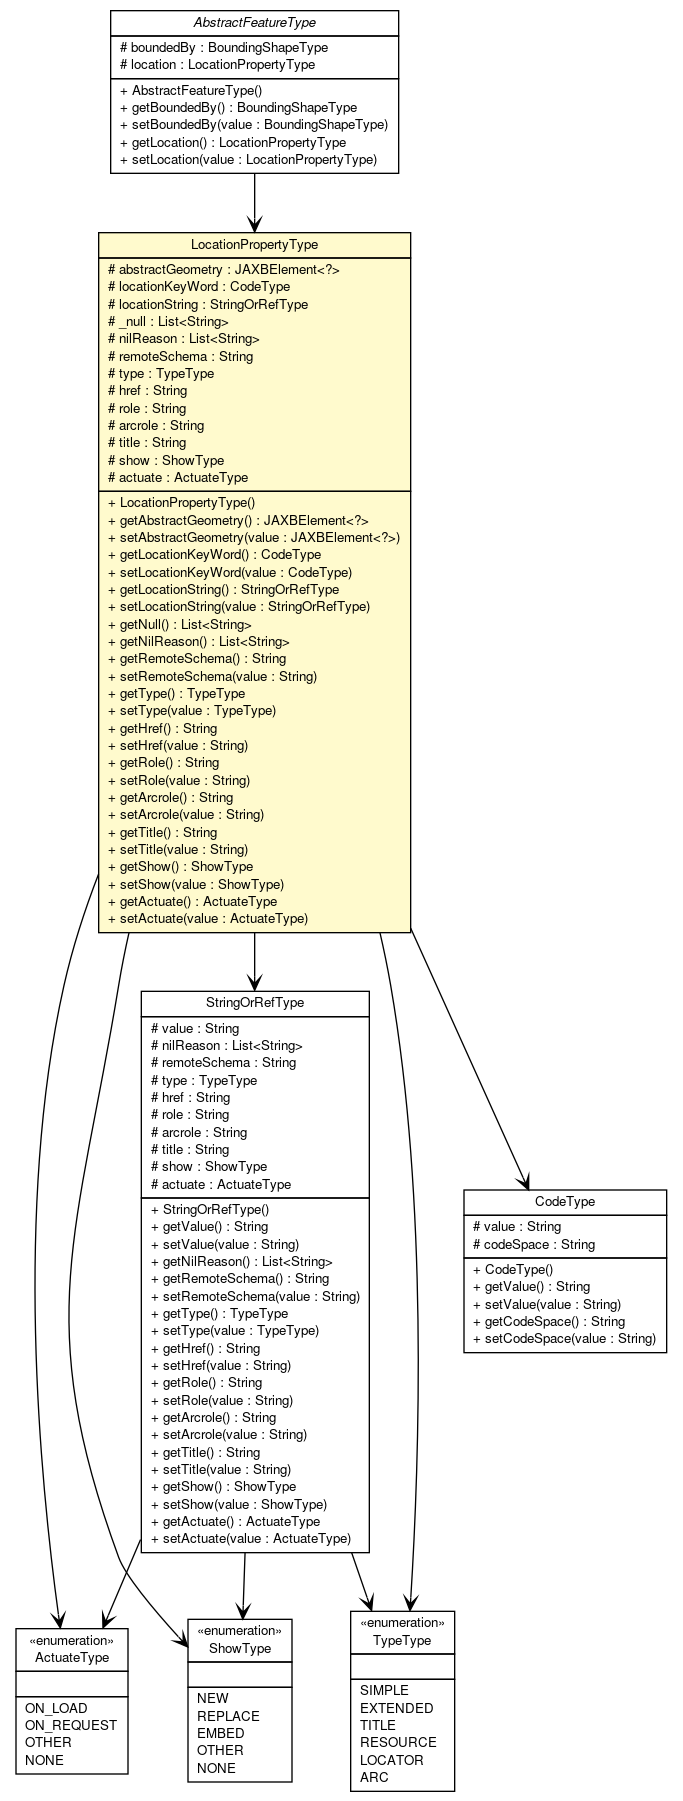 AbstractFeatureType
# boundedBy : BoundingShapeType
# location : LocationPropertyType
+ AbstractFeatureType()
+ getBoundedBy() : BoundingShapeType
+ setBoundedBy(value : BoundingShapeType)
+ getLocation() : LocationPropertyType
+ setLocation(value : LocationPropertyType)
LocationPropertyType
# abstractGeometry : JAXBElement<?>
# locationKeyWord : CodeType
# locationString : StringOrRefType
# _null : List<String>
# nilReason : List<String>
# remoteSchema : String
# type : TypeType
# href : String
# role : String
# arcrole : String
# title : String
# show : ShowType
# actuate : ActuateType
+ LocationPropertyType()
+ getAbstractGeometry() : JAXBElement<?>
+ setAbstractGeometry(value : JAXBElement<?>)
+ getLocationKeyWord() : CodeType
+ setLocationKeyWord(value : CodeType)
+ getLocationString() : StringOrRefType
+ setLocationString(value : StringOrRefType)
+ getNull() : List<String>
+ getNilReason() : List<String>
+ getRemoteSchema() : String
+ setRemoteSchema(value : String)
+ getType() : TypeType
+ setType(value : TypeType)
+ getHref() : String
+ setHref(value : String)
+ getRole() : String
+ setRole(value : String)
+ getArcrole() : String
+ setArcrole(value : String)
+ getTitle() : String
+ setTitle(value : String)
+ getShow() : ShowType
+ setShow(value : ShowType)
+ getActuate() : ActuateType
+ setActuate(value : ActuateType)
StringOrRefType
# value : String
# nilReason : List<String>
# remoteSchema : String
# type : TypeType
# href : String
# role : String
# arcrole : String
# title : String
# show : ShowType
# actuate : ActuateType
+ StringOrRefType()
+ getValue() : String
+ setValue(value : String)
+ getNilReason() : List<String>
+ getRemoteSchema() : String
+ setRemoteSchema(value : String)
+ getType() : TypeType
+ setType(value : TypeType)
+ getHref() : String
+ setHref(value : String)
+ getRole() : String
+ setRole(value : String)
+ getArcrole() : String
+ setArcrole(value : String)
+ getTitle() : String
+ setTitle(value : String)
+ getShow() : ShowType
+ setShow(value : ShowType)
+ getActuate() : ActuateType
+ setActuate(value : ActuateType)
CodeType
# value : String
# codeSpace : String
+ CodeType()
+ getValue() : String
+ setValue(value : String)
+ getCodeSpace() : String
+ setCodeSpace(value : String)
«enumeration»
ActuateType
ON_LOAD
ON_REQUEST
OTHER
NONE
«enumeration»
ShowType
NEW
REPLACE
EMBED
OTHER
NONE
«enumeration»
TypeType
SIMPLE
EXTENDED
TITLE
RESOURCE
LOCATOR
ARC